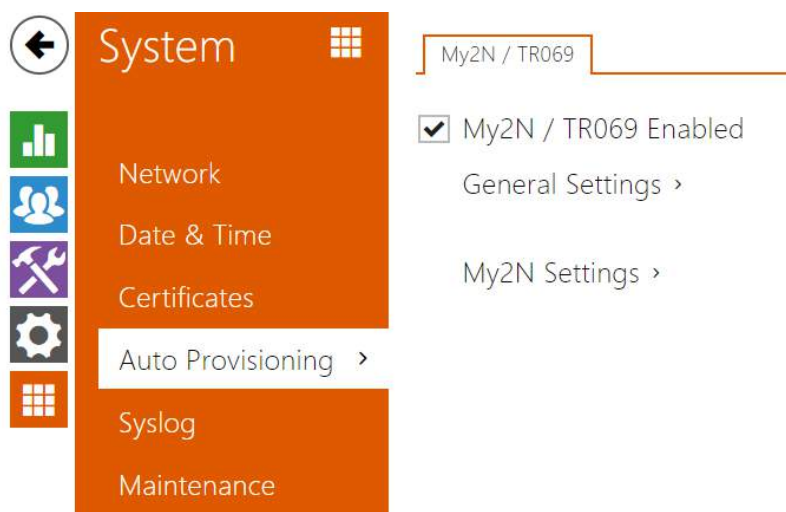 System
Network
Date & Time
Certificates
Auto Provisioning
Syslog
Maintenance
My2N / TR069
My2N / TR069 Enabled
General Settings
My2N Settings